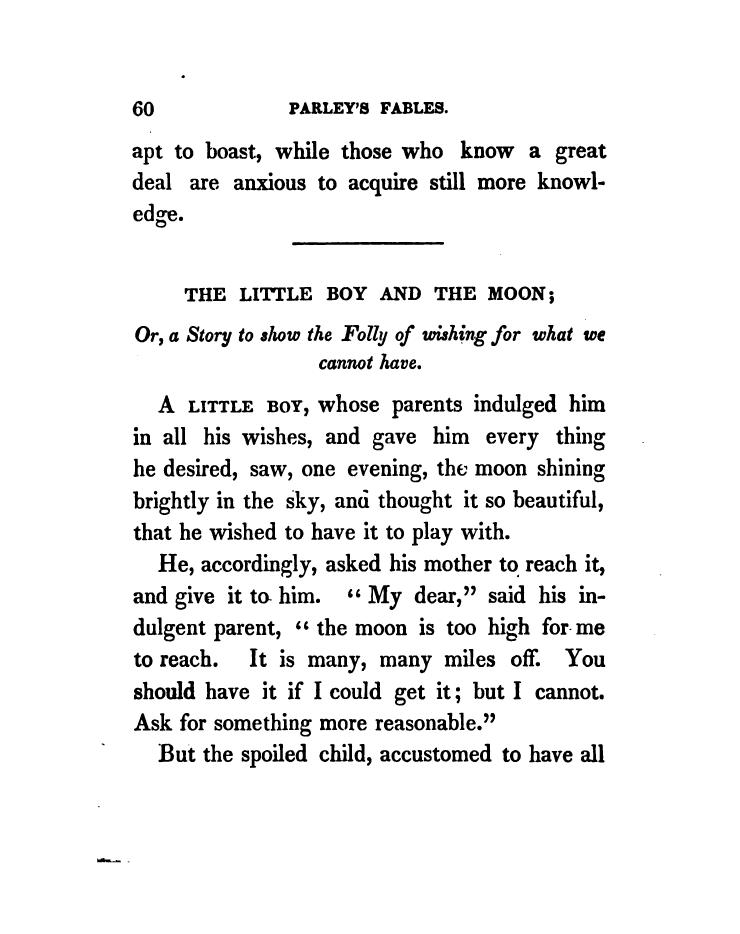 60 PARLEY'S FABLES.
apt to boast, while those who know a great
deal are anxious to acquire still more knowl-
edge.
THE LITTLE BOY AND THE MOON;
Or, a Story to show the Folly of wishing for what we
cannot have.
A LITTLE BOY, whose parents indulged him
in all his wishes, and gave him every thing
he desired, saw, one evening, the moon shining
brightly in the sky, and thought it so beautiful,
that he wished to have it to play with.
He, accordingly, asked his mother to reach it,
and give it to him. "My dear," said his in-
dulgent parent, "the moon is too high for me
to reach. It is many, many miles off. You
should have it if I could get it; but I cannot.
Ask for something more reasonable."
But the spoiled child, accustomed to have all